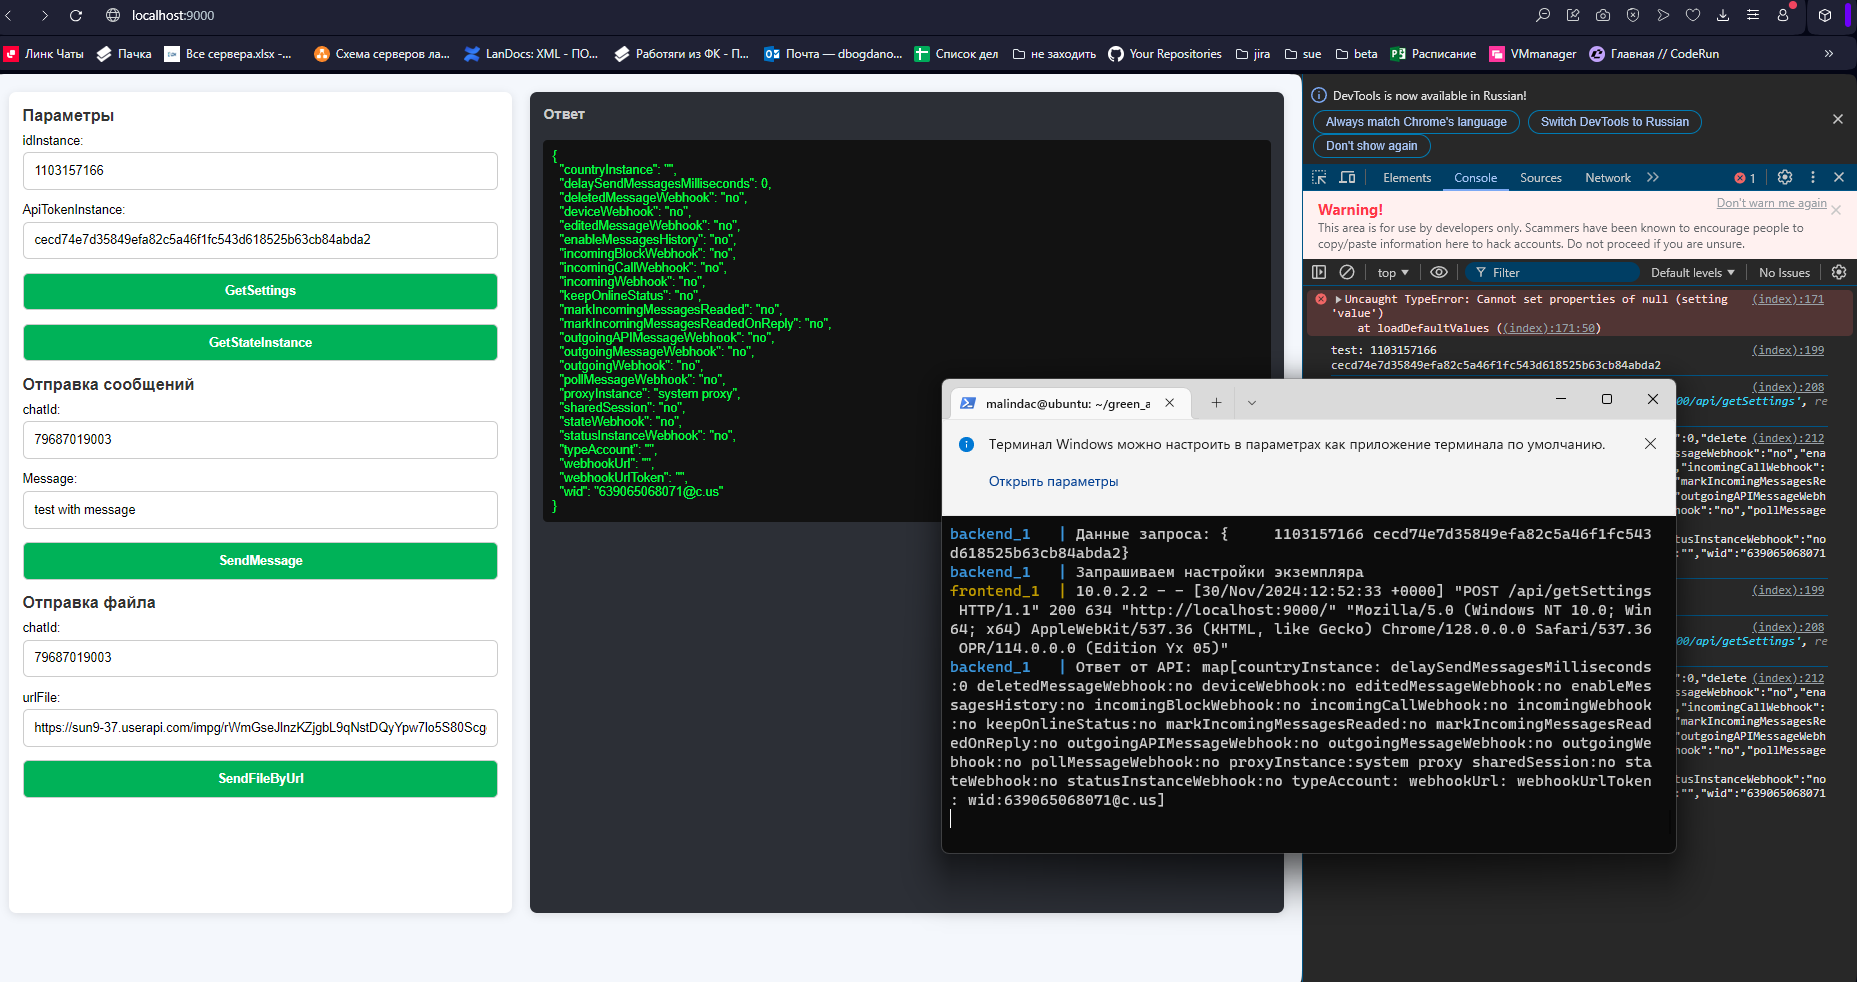 localhost:9000
Линк Чаты
Пачка
Все сервера.xlsx -...
Схема серверов ла...
LanDocs: XML - ПО...
Работяги из ФК - П...
Почта — dbogdano...
Список дел
не заходить
Your Repositories
jira
sue
beta
Расписание
VMmanager
Главная // CodeRun
Параметры
idInstance:
1103157166
ApiTokenInstance:
cecd74e7d35849efa82c5a46f1fc543d618525b63cb84abda2
GetSettings
GetStateInstance
Отправка сообщений
chatId:
79687019003
Message:
test with message
SendMessage
Отправка файла
chatId:
79687019003
urlFile:
https://sun9-37.userapi.com/impg/rWmGseJlnzKZjgbL9qNstDQyYpw7lo5S80Scg
SendFileByUrl
Ответ
{
"countryInstance": "",
"delaySendMessagesMilliseconds": 0,
"deletedMessageWebhook": "no",
"deviceWebhook": "no",
"editedMessageWebhook": "no",
"enableMessagesHistory": "no",
"incomingBlockWebhook": "no",
"incomingCallWebhook": "no",
"incomingWebhook": "no",
"keepOnlineStatus": "no",
"markIncomingMessagesReaded": "no",
"markIncomingMessagesReadedOnReply": "no",
"outgoingAPIMessageWebhook": "no",
"outgoingMessageWebhook": "no",
"outgoingWebhook": "no",
"pollMessageWebhook": "no",
"proxyInstance": "system proxy",
"sharedSession": "no",
"stateWebhook": "no",
"statusInstanceWebhook": "no",
"typeAccount": "",
"webhookUrl": "",
"webhookUrlToken": "",
"wid": "639065068071@c.us"
}
DevTools is now available in Russian!
Always match Chrome's language
Switch DevTools to Russian
Don't show again
Elements
Console
Sources
Network
1
Warning!
Don't warn me again
This area is for use by developers only. Scammers have been known to encourage people to
copy/paste information here to hack accounts. Do not proceed if you are unsure.
top
Filter
Default levels
No Issues
Uncaught TypeError: Cannot set properties of null (setting (index):171
'value')
at loadDefaultValues ((index):171:50)
test: 1103157166 (index):199
cecd74e7d35849efa82c5a46f1fc543d618525b63cb84abda2
(index):208
00/api/getSettings', re
":0,"delete (index):212
ssageWebhook":"no","ena
"incomingCallWebhook":
"markIncomingMessagesRe
"outgoingAPIMessageWebh
ook":"no","pollMessage
tusInstanceWebhook":"no
:"","wid":"639065068071
(index):199
(index):208
00/api/getSettings', re
":0,"delete (index):212
ssageWebhook":"no","ena
"incomingCallWebhook":
"markIncomingMessagesRe
"outgoingAPIMessageWebh
ook":"no","pollMessage
tusInstanceWebhook":"no
:"","wid":"639065068071
malindac@ubuntu: ~/green_a
Терминал Windows можно настроить в параметрах как приложение терминала по умолчанию.
Открыть параметры
backend_1 | Данные запроса: { 1103157166 cecd74e7d35849efa82c5a46f1fc543
d618525b63cb84abda2}
backend_1 | Запрашиваем настройки экземпляра
frontend_1 | 10.0.2.2 - - [30/Nov/2024:12:52:33 +0000] "POST /api/getSettings
HTTP/1.1" 200 634 "http://localhost:9000/" "Mozilla/5.0 (Windows NT 10.0; Win
64; x64) AppleWebKit/537.36 (KHTML, like Gecko) Chrome/128.0.0.0 Safari/537.36
OPR/114.0.0.0 (Edition Yx 05)"
backend_1 | Ответ от API: map[countryInstance: delaySendMessagesMilliseconds
:0 deletedMessageWebhook:no deviceWebhook:no editedMessageWebhook:no enableMes
sagesHistory:no incomingBlockWebhook:no incomingCallWebhook:no incomingWebhook
:no keepOnlineStatus:no markIncomingMessagesReaded:no markIncomingMessagesRead
edOnReply:no outgoingAPIMessageWebhook:no outgoingMessageWebhook:no outgoingWe
bhook:no pollMessageWebhook:no proxyInstance:system proxy sharedSession:no sta
teWebhook:no statusInstanceWebhook:no typeAccount: webhookUrl: webhookUrlToken
: wid:639065068071@c.us]